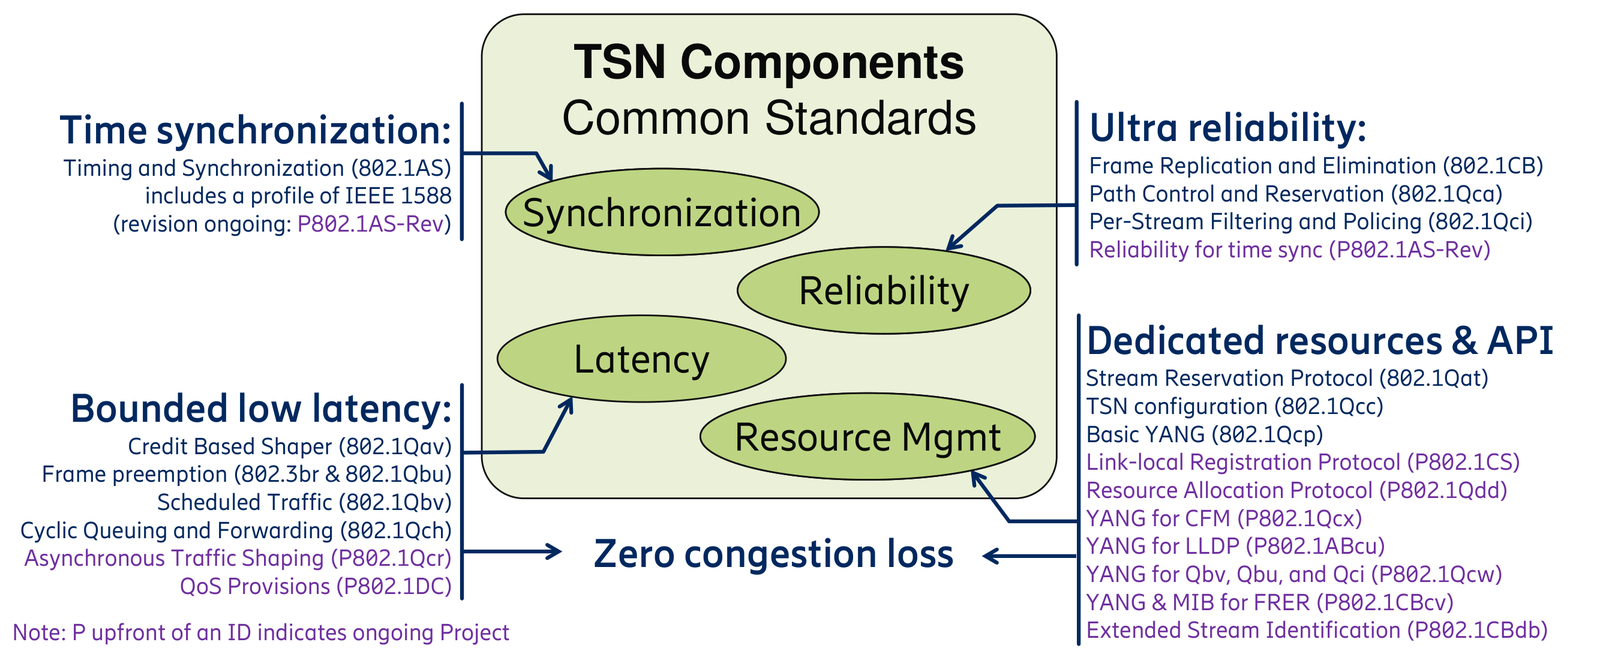 TSN Components
Common Standards
Time synchronization:
Timing and Synchronization (802.1AS)
includes a profile of IEEE 1588
(revision ongoing: P802.1AS-Rev)
Synchronization
Reliability
Latency
Resource Mgmt
Bounded low latency:
Credit Based Shaper (802.1Qav)
Frame preemption (802.3br & 802.1Qbu)
Scheduled Traffic (802.1Qbv)
Cyclic Queuing and Forwarding (802.1Qch)
Asynchronous Traffic Shaping (P802.1Qcr)
QoS Provisions (P802.1DC)
Note: P upfront of an ID indicates ongoing Project
Zero congestion loss
Ultra reliability:
Frame Replication and Elimination (802.1CB)
Path Control and Reservation (802.1Qca)
Per-Stream Filtering and Policing (802.1Qci)
Reliability for time sync (P802.1AS-Rev)
Dedicated resources & API
Stream Reservation Protocol (802.1Qat)
TSN configuration (802.1Qcc)
Basic YANG (802.1Qcp)
Link-local Registration Protocol (P802.1CS)
Resource Allocation Protocol (P802.1Qdd)
YANG for CFM (P802.1Qcx)
YANG for LLDP (P802.1ABcu)
YANG for Qbv, Qbu, and Qci (P802.1Qcw)
YANG & MIB for FRER (P802.1CBcv)
Extended Stream Identification (P802.1CBdb)